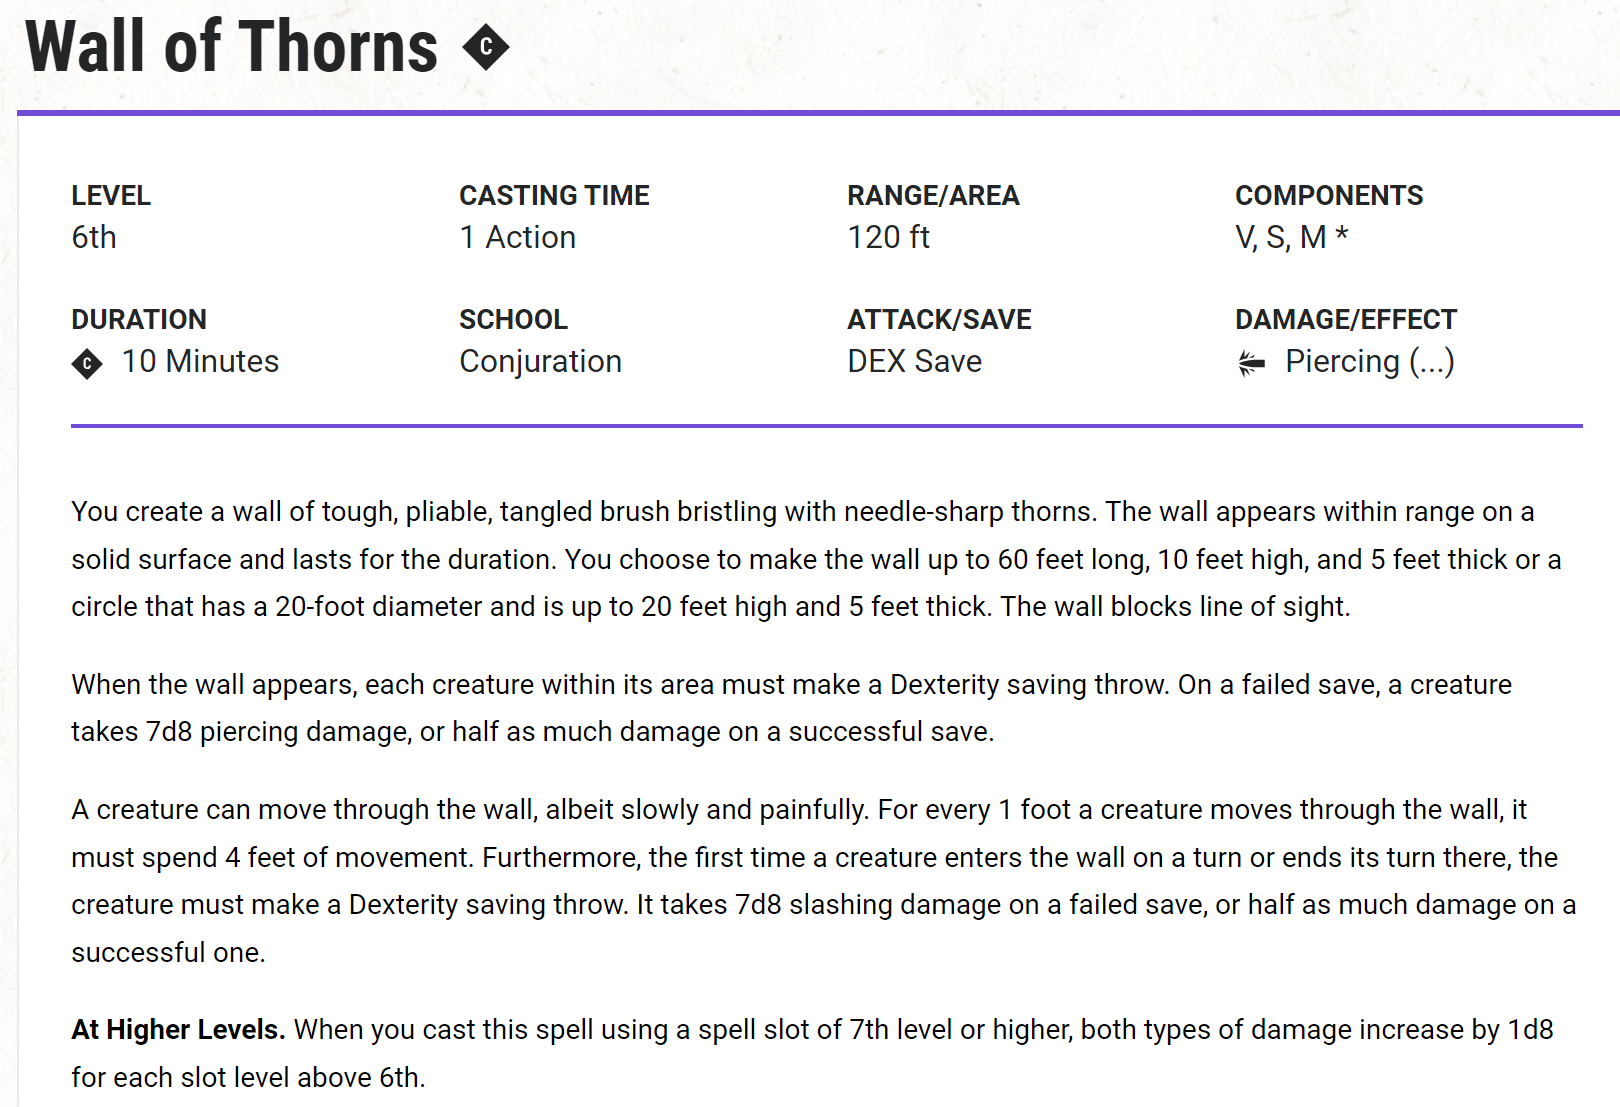 Wall of Thorns C
LEVEL
6th
CASTING TIME
1 Action
RANGE/AREA
120 ft
COMPONENTS
V, S, M *
DURATION
C 10 Minutes
SCHOOL
Conjuration
ATTACK/SAVE
DEX Save
DAMAGE/EFFECT
Piercing (...)
You create a wall of tough, pliable, tangled brush bristling with needle-sharp thorns. The wall appears within range on a
solid surface and lasts for the duration. You choose to make the wall up to 60 feet long, 10 feet high, and 5 feet thick or a
circle that has a 20-foot diameter and is up to 20 feet high and 5 feet thick. The wall blocks line of sight.
When the wall appears, each creature within its area must make a Dexterity saving throw. On a failed save, a creature
takes 7d8 piercing damage, or half as much damage on a successful save.
A creature can move through the wall, albeit slowly and painfully. For every 1 foot a creature moves through the wall, it
must spend 4 feet of movement. Furthermore, the first time a creature enters the wall on a turn or ends its turn there, the
creature must make a Dexterity saving throw. It takes 7d8 slashing damage on a failed save, or half as much damage on a
successful one.
At Higher Levels. When you cast this spell using a spell slot of 7th level or higher, both types of damage increase by 1d8
for each slot level above 6th.